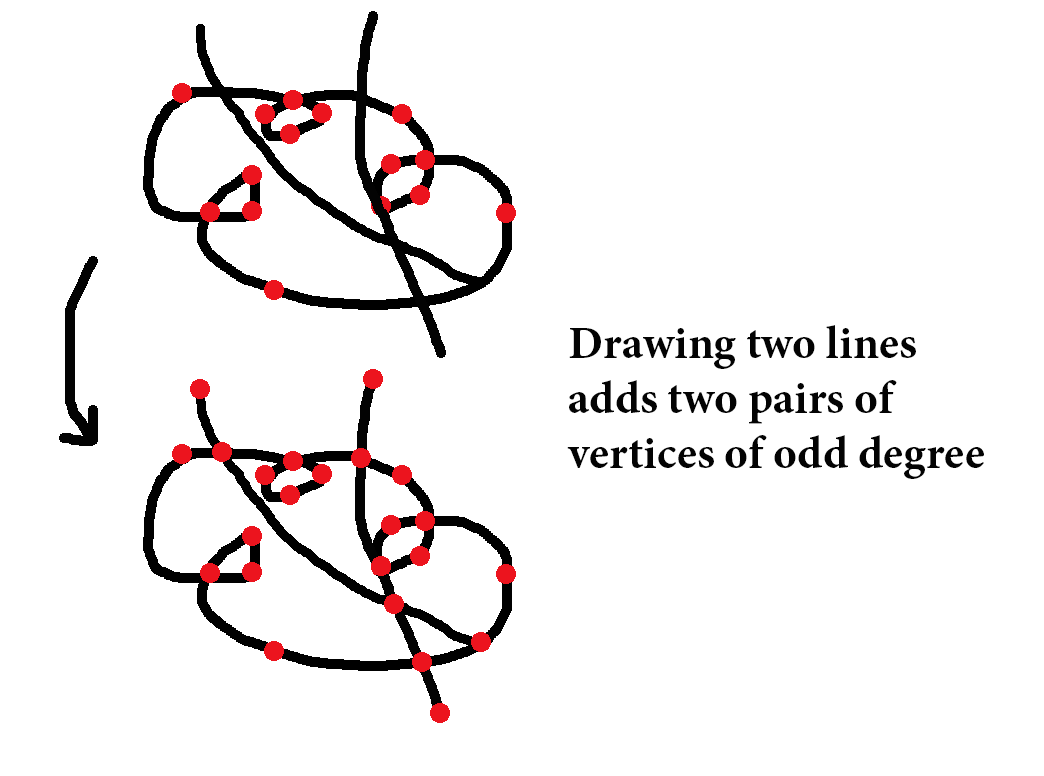 Drawing two lines
adds two pairs of
vertices of odd degree